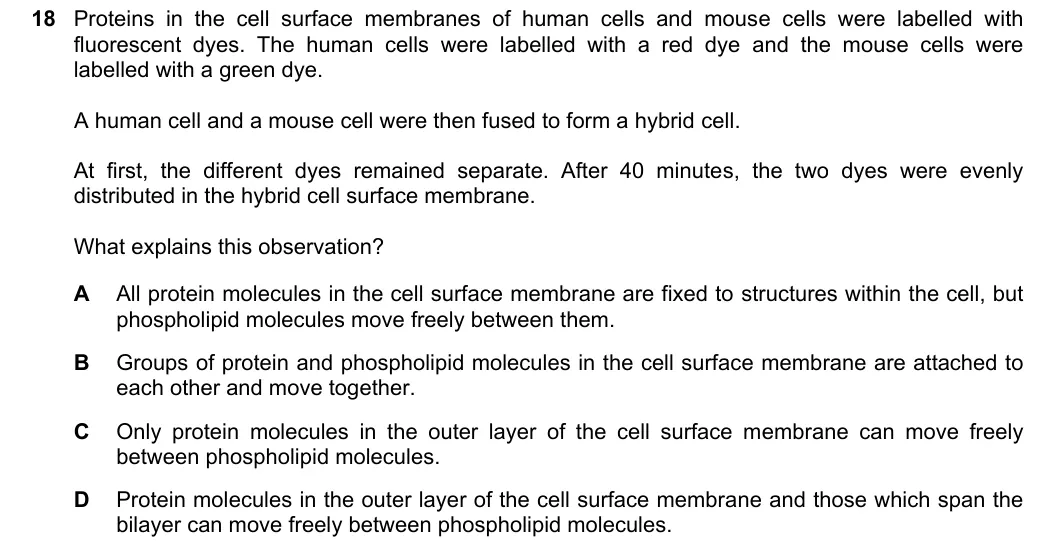 18 Proteins in the cell surface membranes of human cells and mouse cells were labelled with
fluorescent dyes. The human cells were labelled with a red dye and the mouse cells were
labelled with a green dye.
A human cell and a mouse cell were then fused to form a hybrid cell.
At first, the different dyes remained separate. After 40 minutes, the two dyes were evenly
distributed in the hybrid cell surface membrane.
What explains this observation?
A All protein molecules in the cell surface membrane are fixed to structures within the cell, but
phospholipid molecules move freely between them.
B Groups of protein and phospholipid molecules in the cell surface membrane are attached to
each other and move together.
C Only protein molecules in the outer layer of the cell surface membrane can move freely
between phospholipid molecules.
D Protein molecules in the outer layer of the cell surface membrane and those which span the
bilayer can move freely between phospholipid molecules.